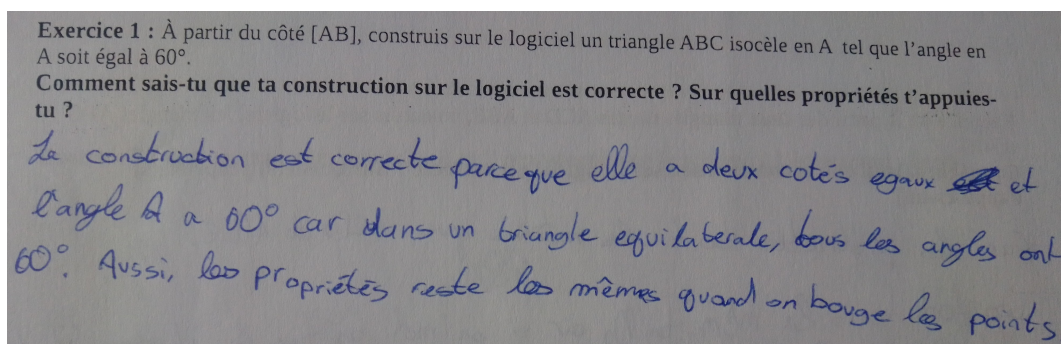 Exercice 1 : À partir du côté [AB], construis sur le logiciel un triangle ABC isocèle en A tel que l'angle en
A soit égal à 60°.
Comment sais-tu que ta construction sur le logiciel est correcte ? Sur quelles propriétés t'appuies-
tu ?
La construction est correcte parce que elle a deux cotés egaux et
l'angle A a 60° car dans un triangle equilaterale, tous les angles ont
60°. Aussi, les propriétés reste les mêmes quand on bouge les points